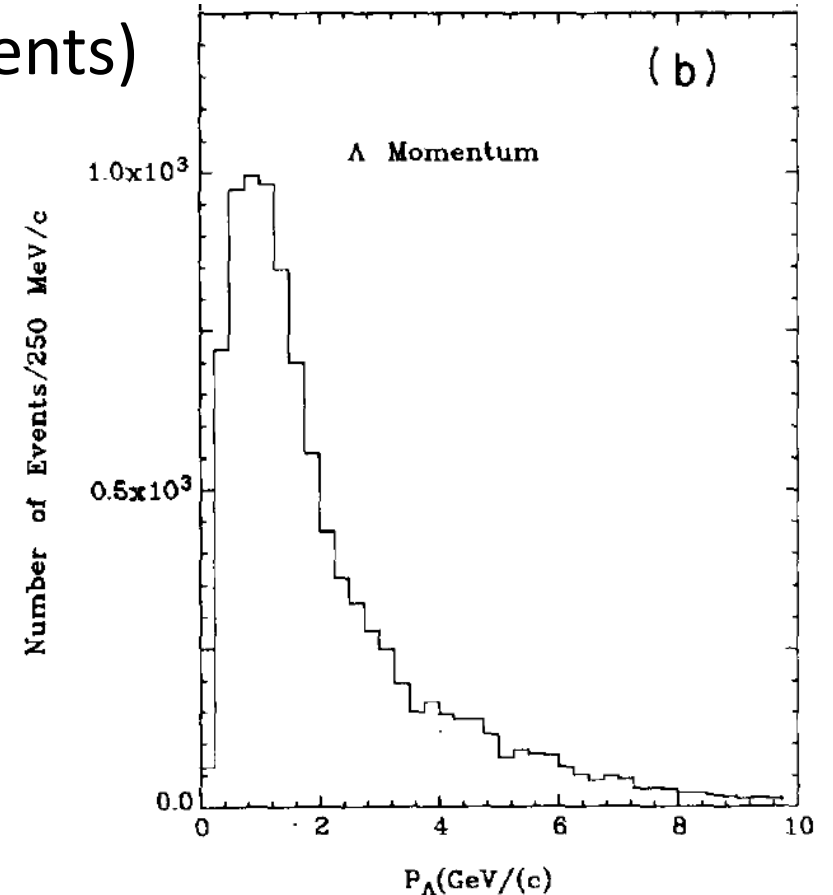 ents)
(b)
Λ Momentum
1.0x10³
0.5x10³
0.0
Number of Events/250 MeV/c
0 2 4 6 8 10
P_Λ(GeV/(c)